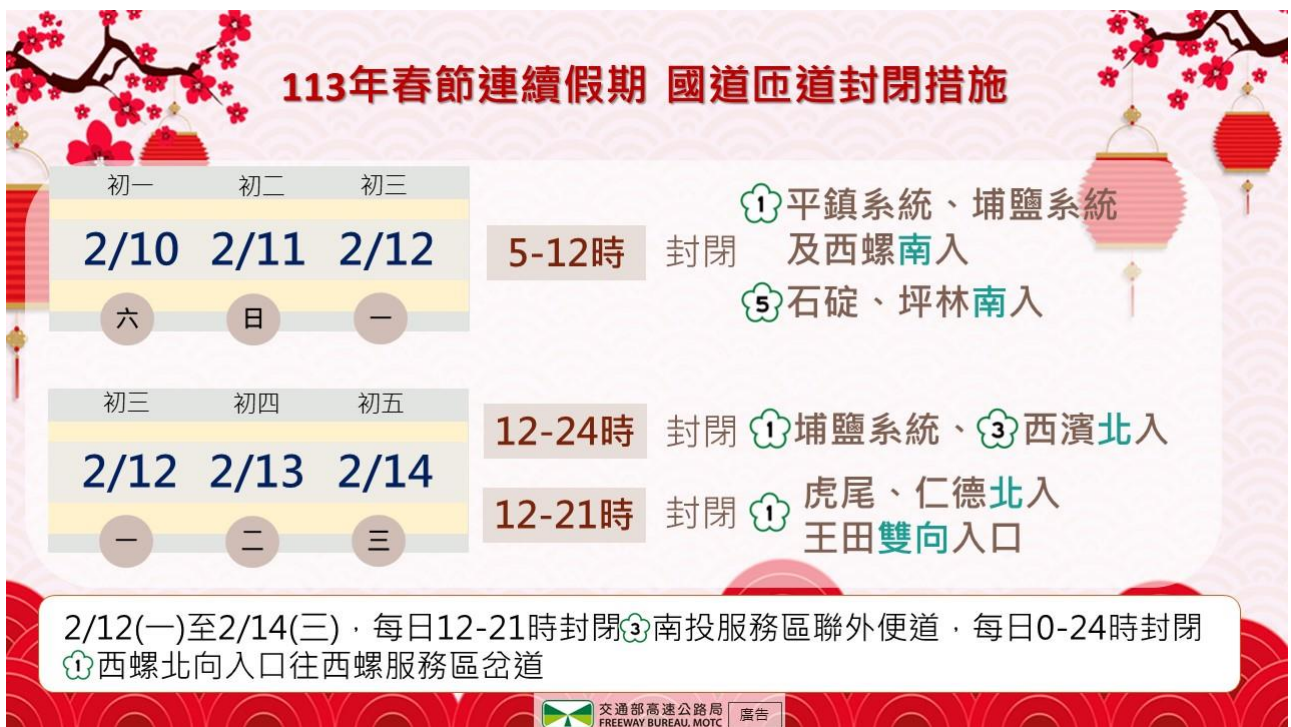 113年春節連續假期 國道匝道封閉措施
初一 初二 初三
2/10 2/11 2/12
六 日 一
5-12時 封閉
1平鎮系統、埔鹽系統
及西螺南入
5石碇、坪林南入
初三 初四 初五
2/12 2/13 2/14
一 二 三
12-24時 封閉 1埔鹽系統、3西濱北入
12-21時 封閉 1 虎尾、仁德北入
王田雙向入口
2/12(一)至2/14(三)，每日12-21時封閉3南投服務區聯外便道，每日0-24時封閉
1西螺北向入口往西螺服務區岔道
交通部高速公路局 廣告
FREEWAY BUREAU, MOTC